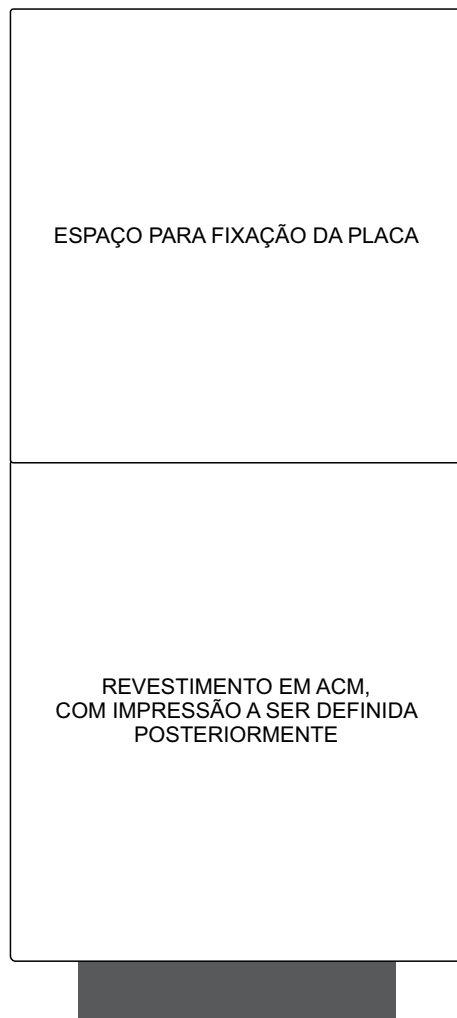 ESPAÇO PARA FIXAÇÃO DA PLACA
REVESTIMENTO EM ACM,
COM IMPRESSÃO A SER DEFINIDA
POSTERIORMENTE